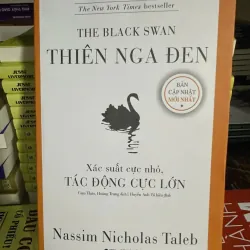 The New York Times bestseller
THE BLACK SWAN
THIÊN NGA ĐEN
BẢN
CẬP NHẬT
MỚI NHẤT
Xác suất cực nhỏ,
TÁC ĐỘNG CỰC LỚN
Nassim Nicholas Taleb